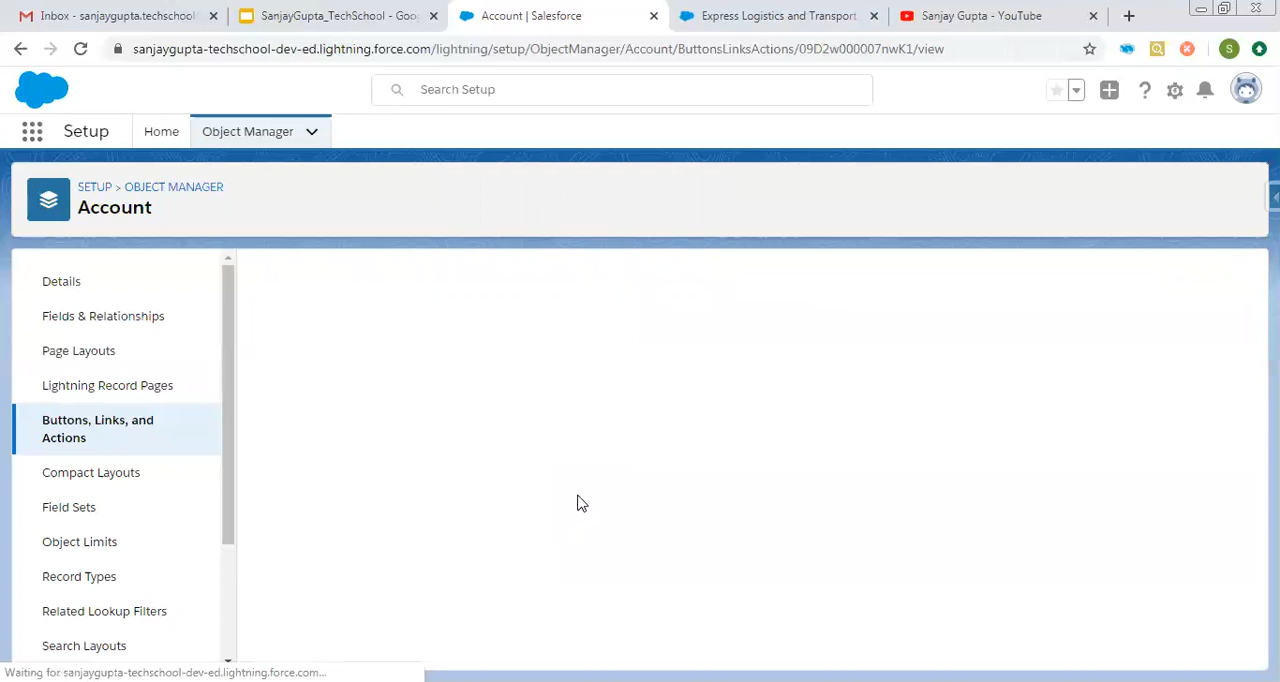 Inbox - sanjaygupta.techschool
SanjayGupta_TechSchool - Goo
Account | Salesforce
Express Logistics and Transport
Sanjay Gupta - YouTube
sanjaygupta-techschool-dev-ed.lightning.force.com/lightning/setup/ObjectManager/Account/ButtonsLinksActions/09D2w000007nwK1/view
S
Search Setup
Setup
Home
Object Manager
SETUP > OBJECT MANAGER
Account
Details
Fields & Relationships
Page Layouts
Lightning Record Pages
Buttons, Links, and
Actions
Compact Layouts
Field Sets
Object Limits
Record Types
Related Lookup Filters
Search Layouts
Waiting for sanjaygupta-techschool-dev-ed.lightning.force.com...